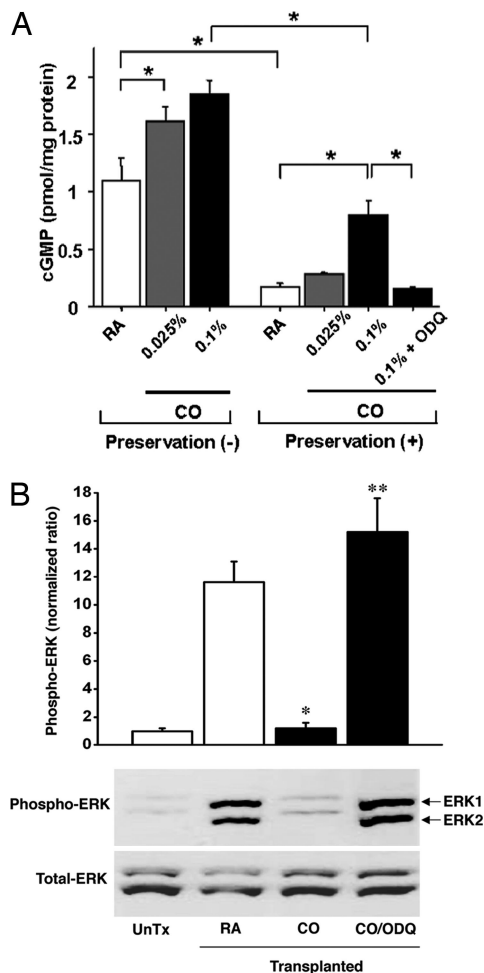 A
cGMP (pmol/mg protein)
2
1.5
1
0.5
0
*
*
*
*
*
RA
0.025%
0.1%
RA
0.025%
0.1%
0.1% + ODQ
CO
CO
Preservation (-)
Preservation (+)
B
Phospho-ERK (normalized ratio)
18
16
14
12
10
8
6
4
2
0
*
**
Phospho-ERK
ERK1
ERK2
Total-ERK
UnTx
RA
CO
CO/ODQ
Transplanted